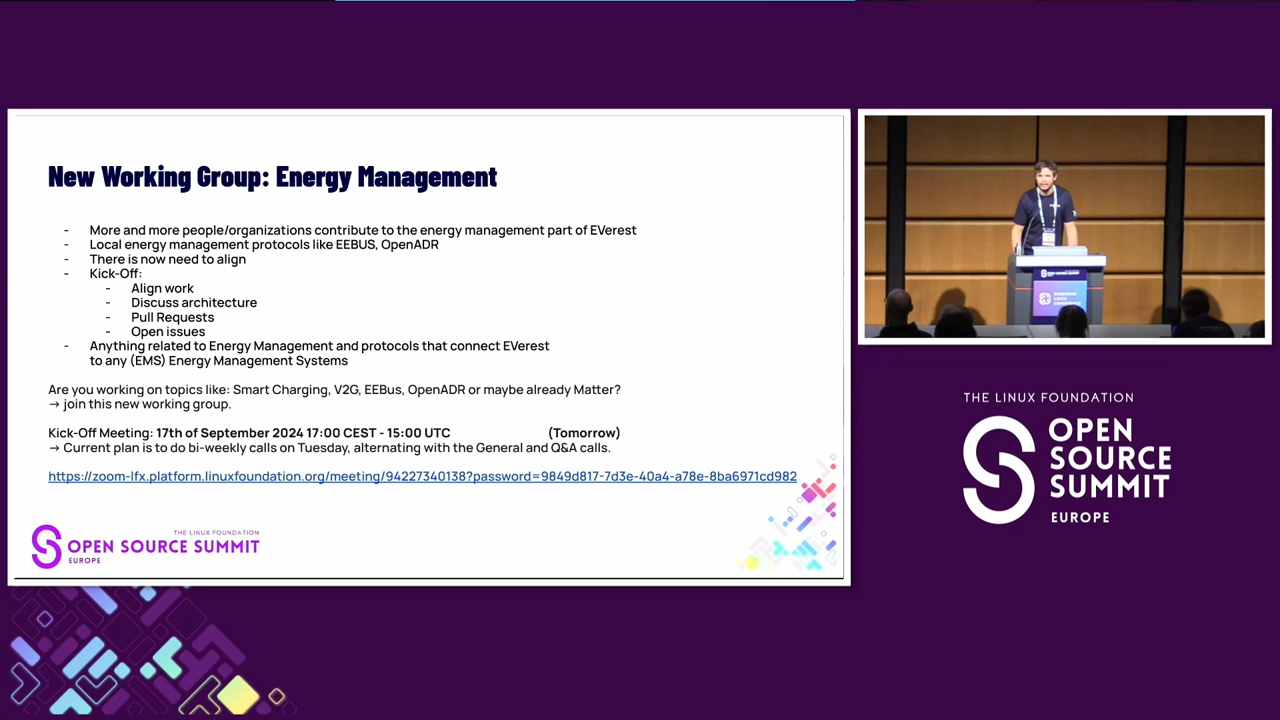 New Working Group: Energy Management
- More and more people/organizations contribute to the energy management part of EVerest
- Local energy management protocols like EEBUS, OpenADR
- There is now need to align
- Kick-Off:
- Align work
- Discuss architecture
- Pull Requests
- Open issues
- Anything related to Energy Management and protocols that connect EVerest
to any (EMS) Energy Management Systems
Are you working on topics like: Smart Charging, V2G, EEBus, OpenADR or maybe already Matter?
→ join this new working group.
Kick-Off Meeting: 17th of September 2024 17:00 CEST - 15:00 UTC (Tomorrow)
→ Current plan is to do bi-weekly calls on Tuesday, alternating with the General and Q&A calls.
https://zoom-lfx.platform.linuxfoundation.org/meeting/94227340138?password=9849d817-7d3e-40a4-a78e-8ba6971cd982
THE LINUX FOUNDATION
OPEN SOURCE SUMMIT
EUROPE
THE LINUX FOUNDATION
OPEN
SOURCE
SUMMIT
EUROPE